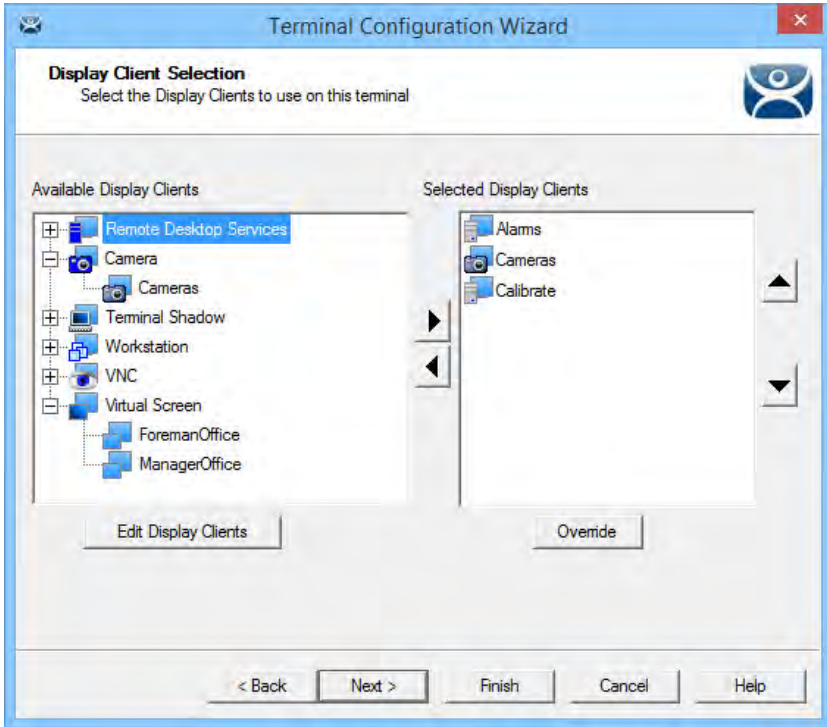 Terminal Configuration Wizard
Display Client Selection
Select the Display Clients to use on this terminal
Available Display Clients
Remote Desktop Services
Camera
Cameras
Terminal Shadow
Workstation
VNC
Virtual Screen
ForemanOffice
ManagerOffice
Edit Display Clients
Selected Display Clients
Alarms
Cameras
Calibrate
Override
< Back
Next >
Finish
Cancel
Help